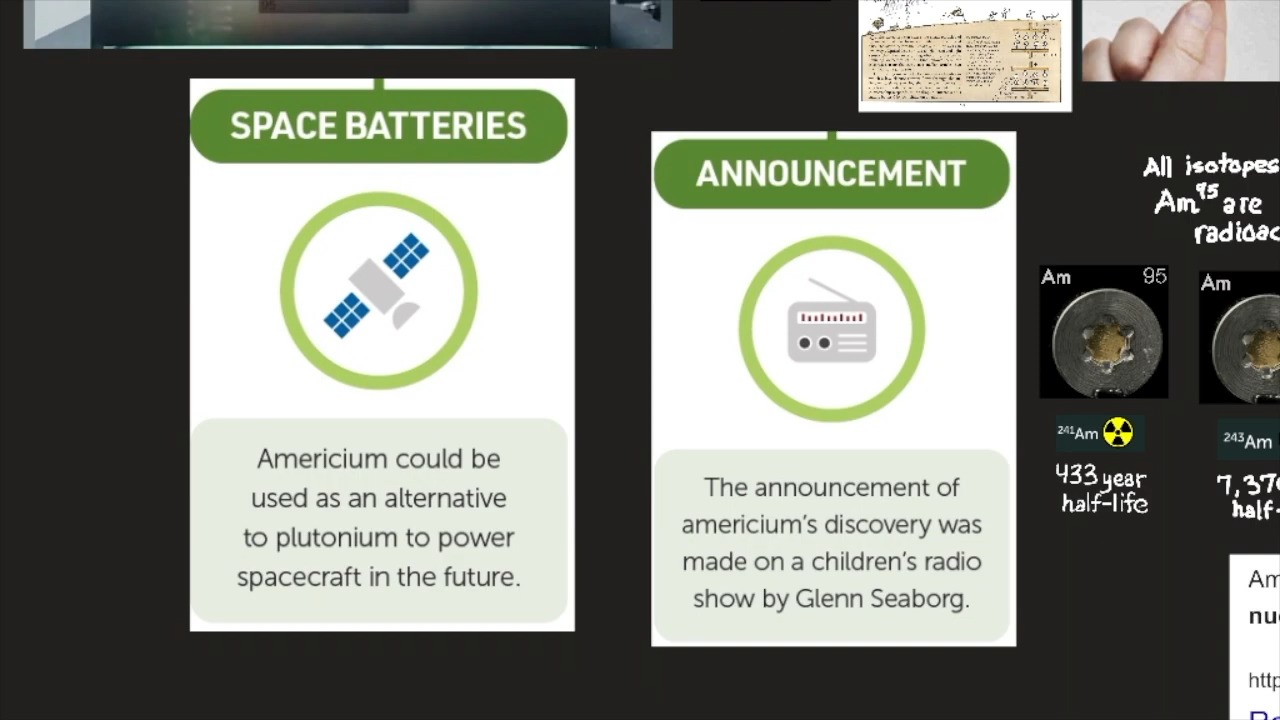 SPACE BATTERIES
Americium could be
used as an alternative
to plutonium to power
spacecraft in the future.
ANNOUNCEMENT
The announcement of
americium's discovery was
made on a children's radio
show by Glenn Seaborg.
All isotopes
Am⁹⁵ are
Am 95
²⁴¹Am
433 year
half-life
Am
²⁴³Am